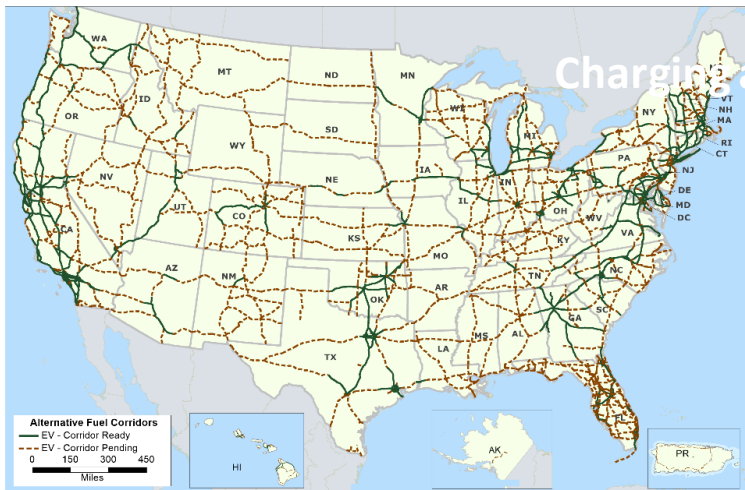 Charging a
WA
MT
ND
MN
OR
ID
WI
MI
NY
VT
NH
MA
RI
CT
SD
WY
IA
PA
NJ
NV
NE
IL
IN
OH
DE
MD
DC
UT
CO
WV
VA
CA
KS
MO
KY
AZ
NM
OK
AR
TN
NC
SC
TX
LA
MS
AL
GA
FL
Alternative Fuel Corridors
EV - Corridor Ready
EV - Corridor Pending
0 150 300 450
Miles
HI
AK
PR